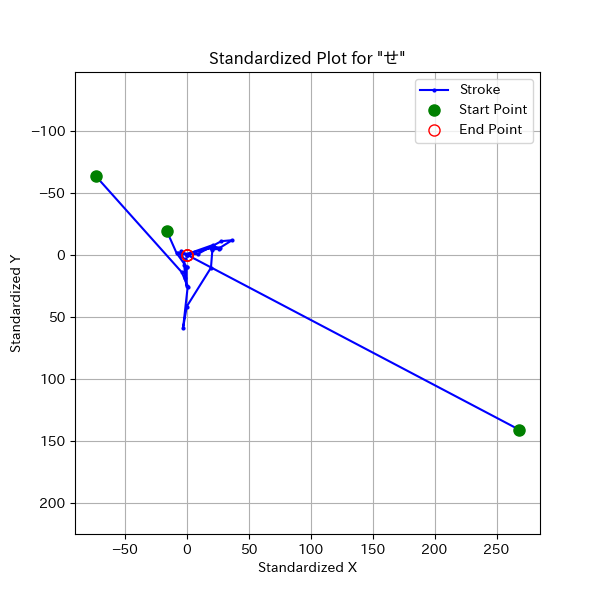 Standardized Plot for "せ"
Stroke
Start Point
End Point
−100
−50
0
50
100
150
200
Standardized Y
−50 0 50 100 150 200 250
Standardized X